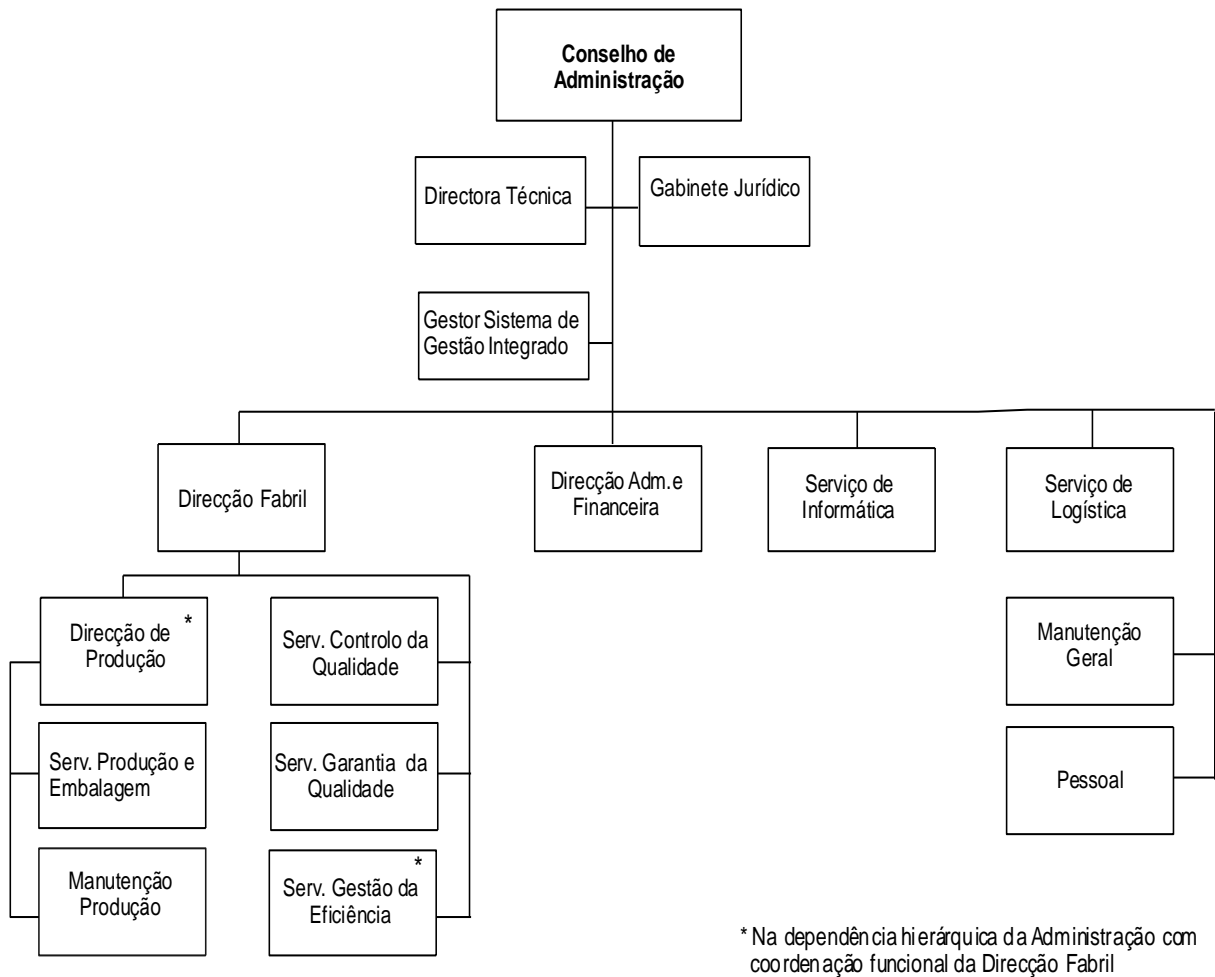 Conselho de
Administração
Directora Técnica
Gabinete Jurídico
Gestor Sistema de
Gestão Integrado
Direcção Fabril
Direcção Adm.e
Financeira
Serviço de
Informática
Serviço de
Logística
Direcção de *
Produção
Serv. Controlo da
Qualidade
Manutenção
Geral
Serv. Produção e
Embalagem
Serv. Garantia da
Qualidade
Pessoal
Manutenção
Produção
*
Serv. Gestão da
Eficiência
* Na dependência hierárquica da Administração com
coordenação funcional da Direcção Fabril